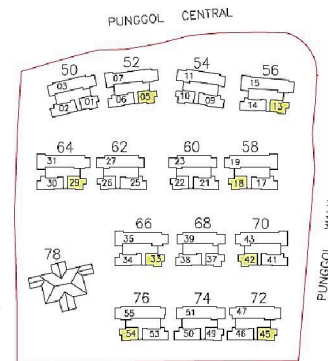 PUNGGOL CENTRAL
50 52 54 56
03 07 11 15
02 01 06 05 10 09 14 13
64 62 60 58
31 27 23 19
30 29 26 25 22 21 18 17
66 68 70
35 39 43
34 33 38 37 42 41
78
76 74 72
55 51 47
54 53 50 49 46 45
PUNGGOL WALK